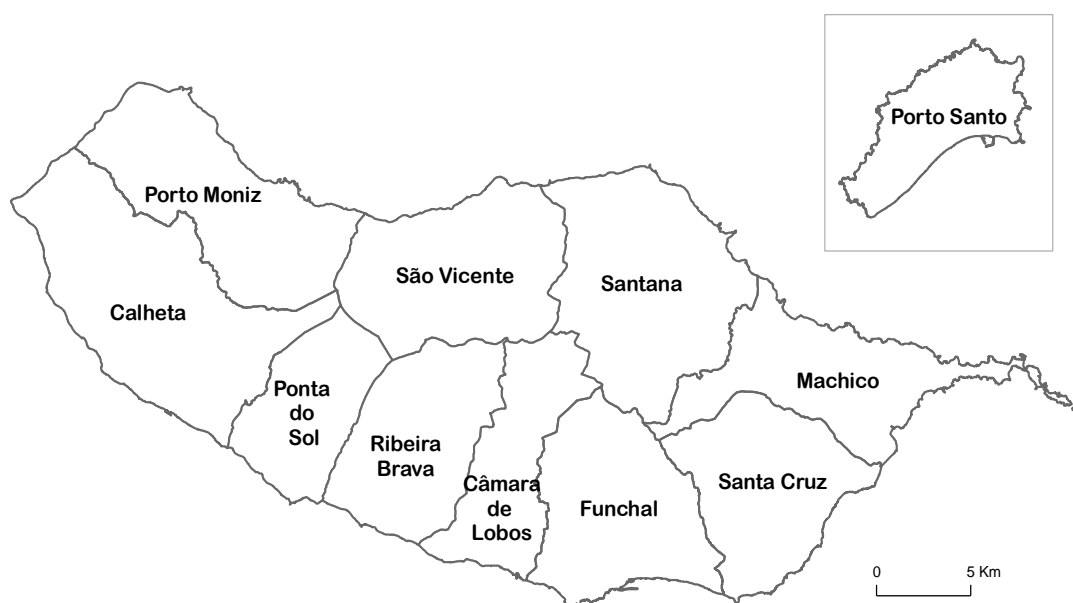 Porto Santo
Porto Moniz
São Vicente
Santana
Calheta
Ponta
do
Sol
Machico
Ribeira
Brava
Câmara
de
Lobos
Funchal
Santa Cruz
0 5 Km